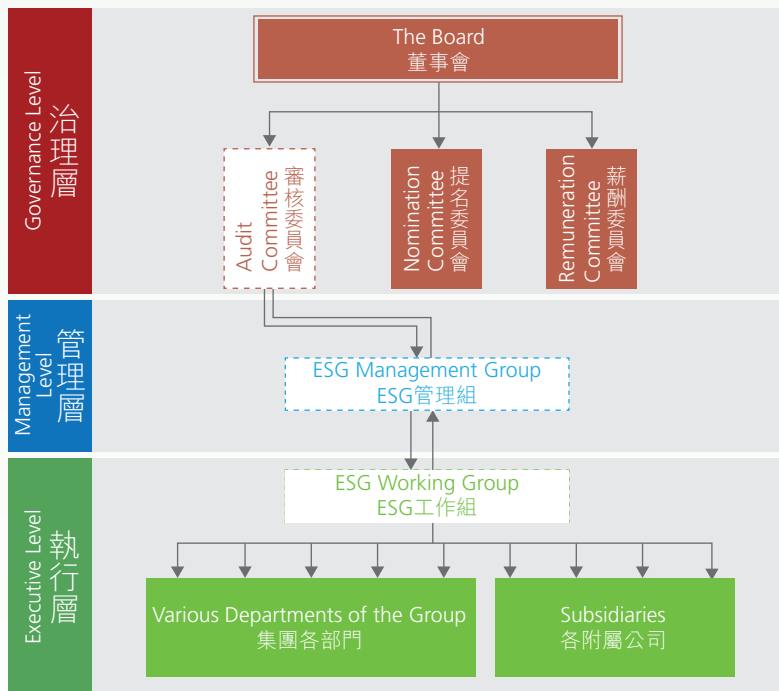 Governance Level
治理層
The Board
董事會
Audit
Committee
審核委員會
Nomination
Committee
提名委員會
Remuneration
Committee
薪酬委員會
Management
Level
管理層
ESG Management Group
ESG管理組
Executive Level
執行層
ESG Working Group
ESG工作組
Various Departments of the Group
集團各部門
Subsidiaries
各附屬公司